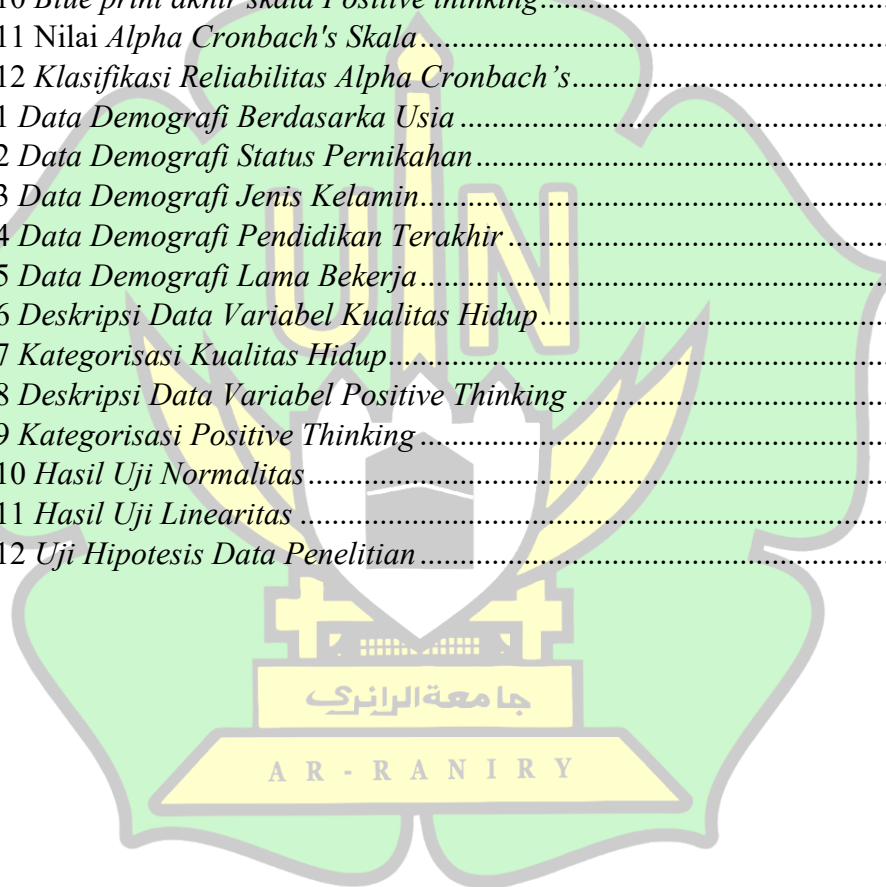 10 Blue print akhir skala Positive thinking........................................
11 Nilai Alpha Cronbach's Skala........................................
12 Klasifikasi Reliabilitas Alpha Cronbach's........................................
1 Data Demografi Berdasarka Usia........................................
2 Data Demografi Status Pernikahan........................................
3 Data Demografi Jenis Kelamin........................................
4 Data Demografi Pendidikan Terakhir........................................
5 Data Demografi Lama Bekerja........................................
6 Deskripsi Data Variabel Kualitas Hidup........................................
7 Kategorisasi Kualitas Hidup........................................
8 Deskripsi Data Variabel Positive Thinking........................................
9 Kategorisasi Positive Thinking........................................
10 Hasil Uji Normalitas........................................
11 Hasil Uji Linearitas........................................
12 Uji Hipotesis Data Penelitian........................................
UIN
جامعة الرانري
AR-RANIRY